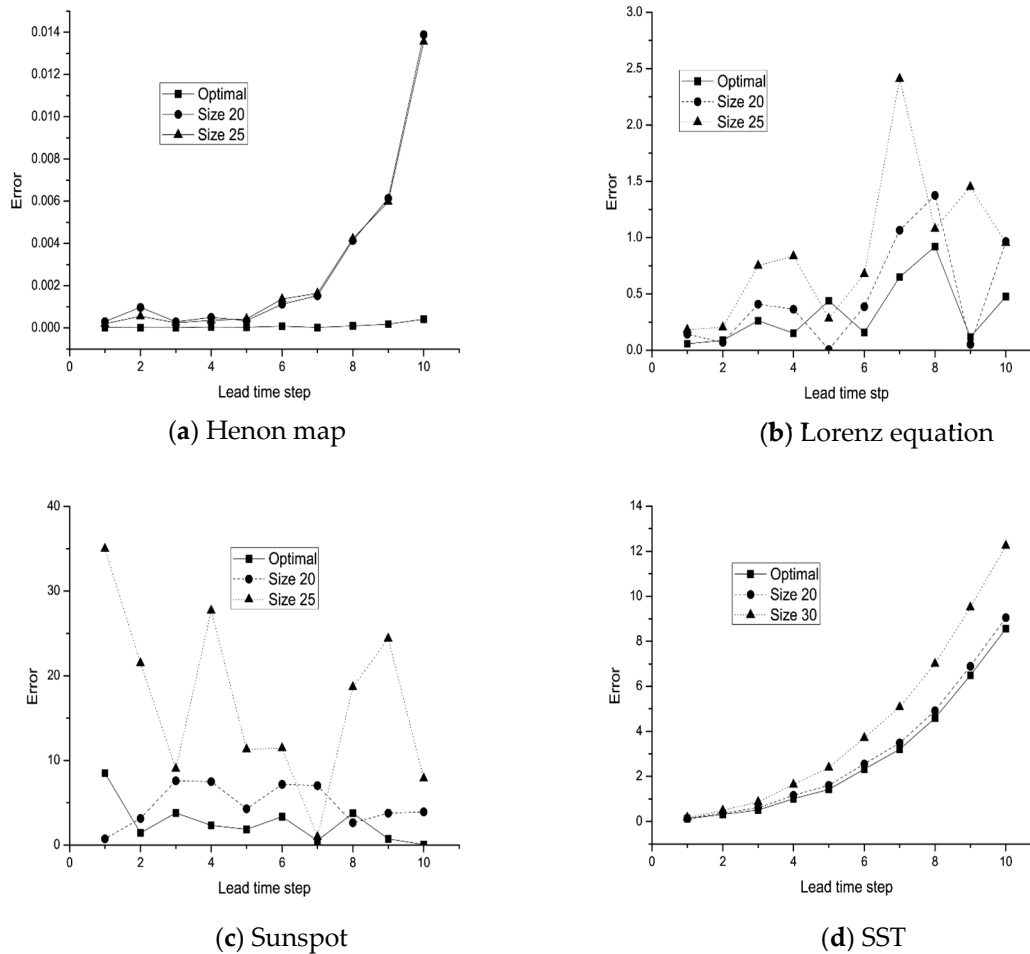 0.014
0.012
0.010
0.008
0.006
0.004
0.002
0.000
Error
Optimal
Size 20
Size 25
0 2 4 6 8 10
Lead time step
(a) Henon map
3.0
2.5
2.0
1.5
1.0
0.5
0.0
Error
Optimal
Size 20
Size 25
0 2 4 6 8 10
Lead time stp
(b) Lorenz equation
40
30
20
10
0
Error
Optimal
Size 20
Size 25
0 2 4 6 8 10
Lead time step
(c) Sunspot
14
12
10
8
6
4
2
0
Error
Optimal
Size 20
Size 30
0 2 4 6 8 10
Lead time step
(d) SST